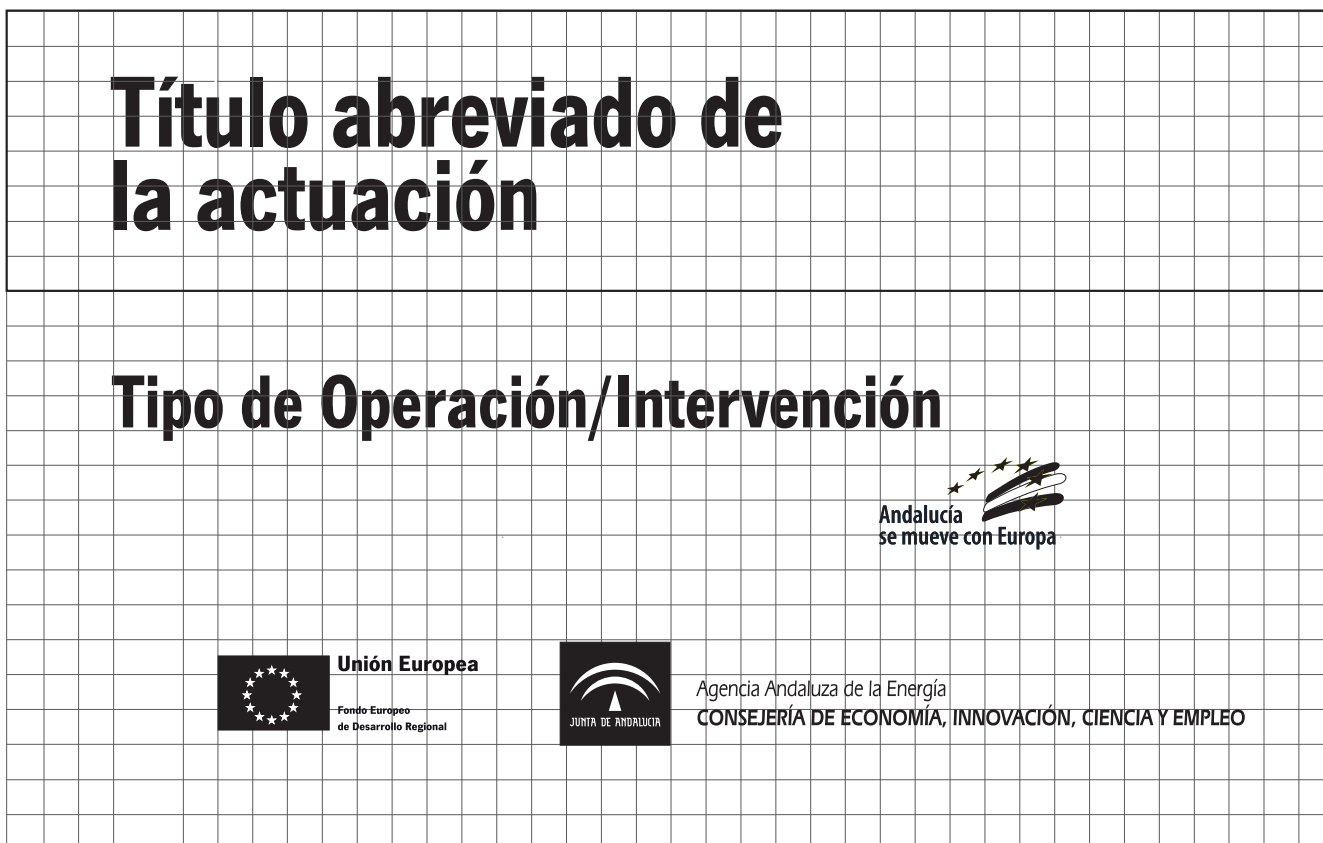 Título abreviado de
la actuación
Tipo de Operación/Intervención
Andalucía
se mueve con Europa
Unión Europea
Fondo Europeo
de Desarrollo Regional
JUNTA DE ANDALUCIA
Agencia Andaluza de la Energía
CONSEJERÍA DE ECONOMÍA, INNOVACIÓN, CIENCIA Y EMPLEO